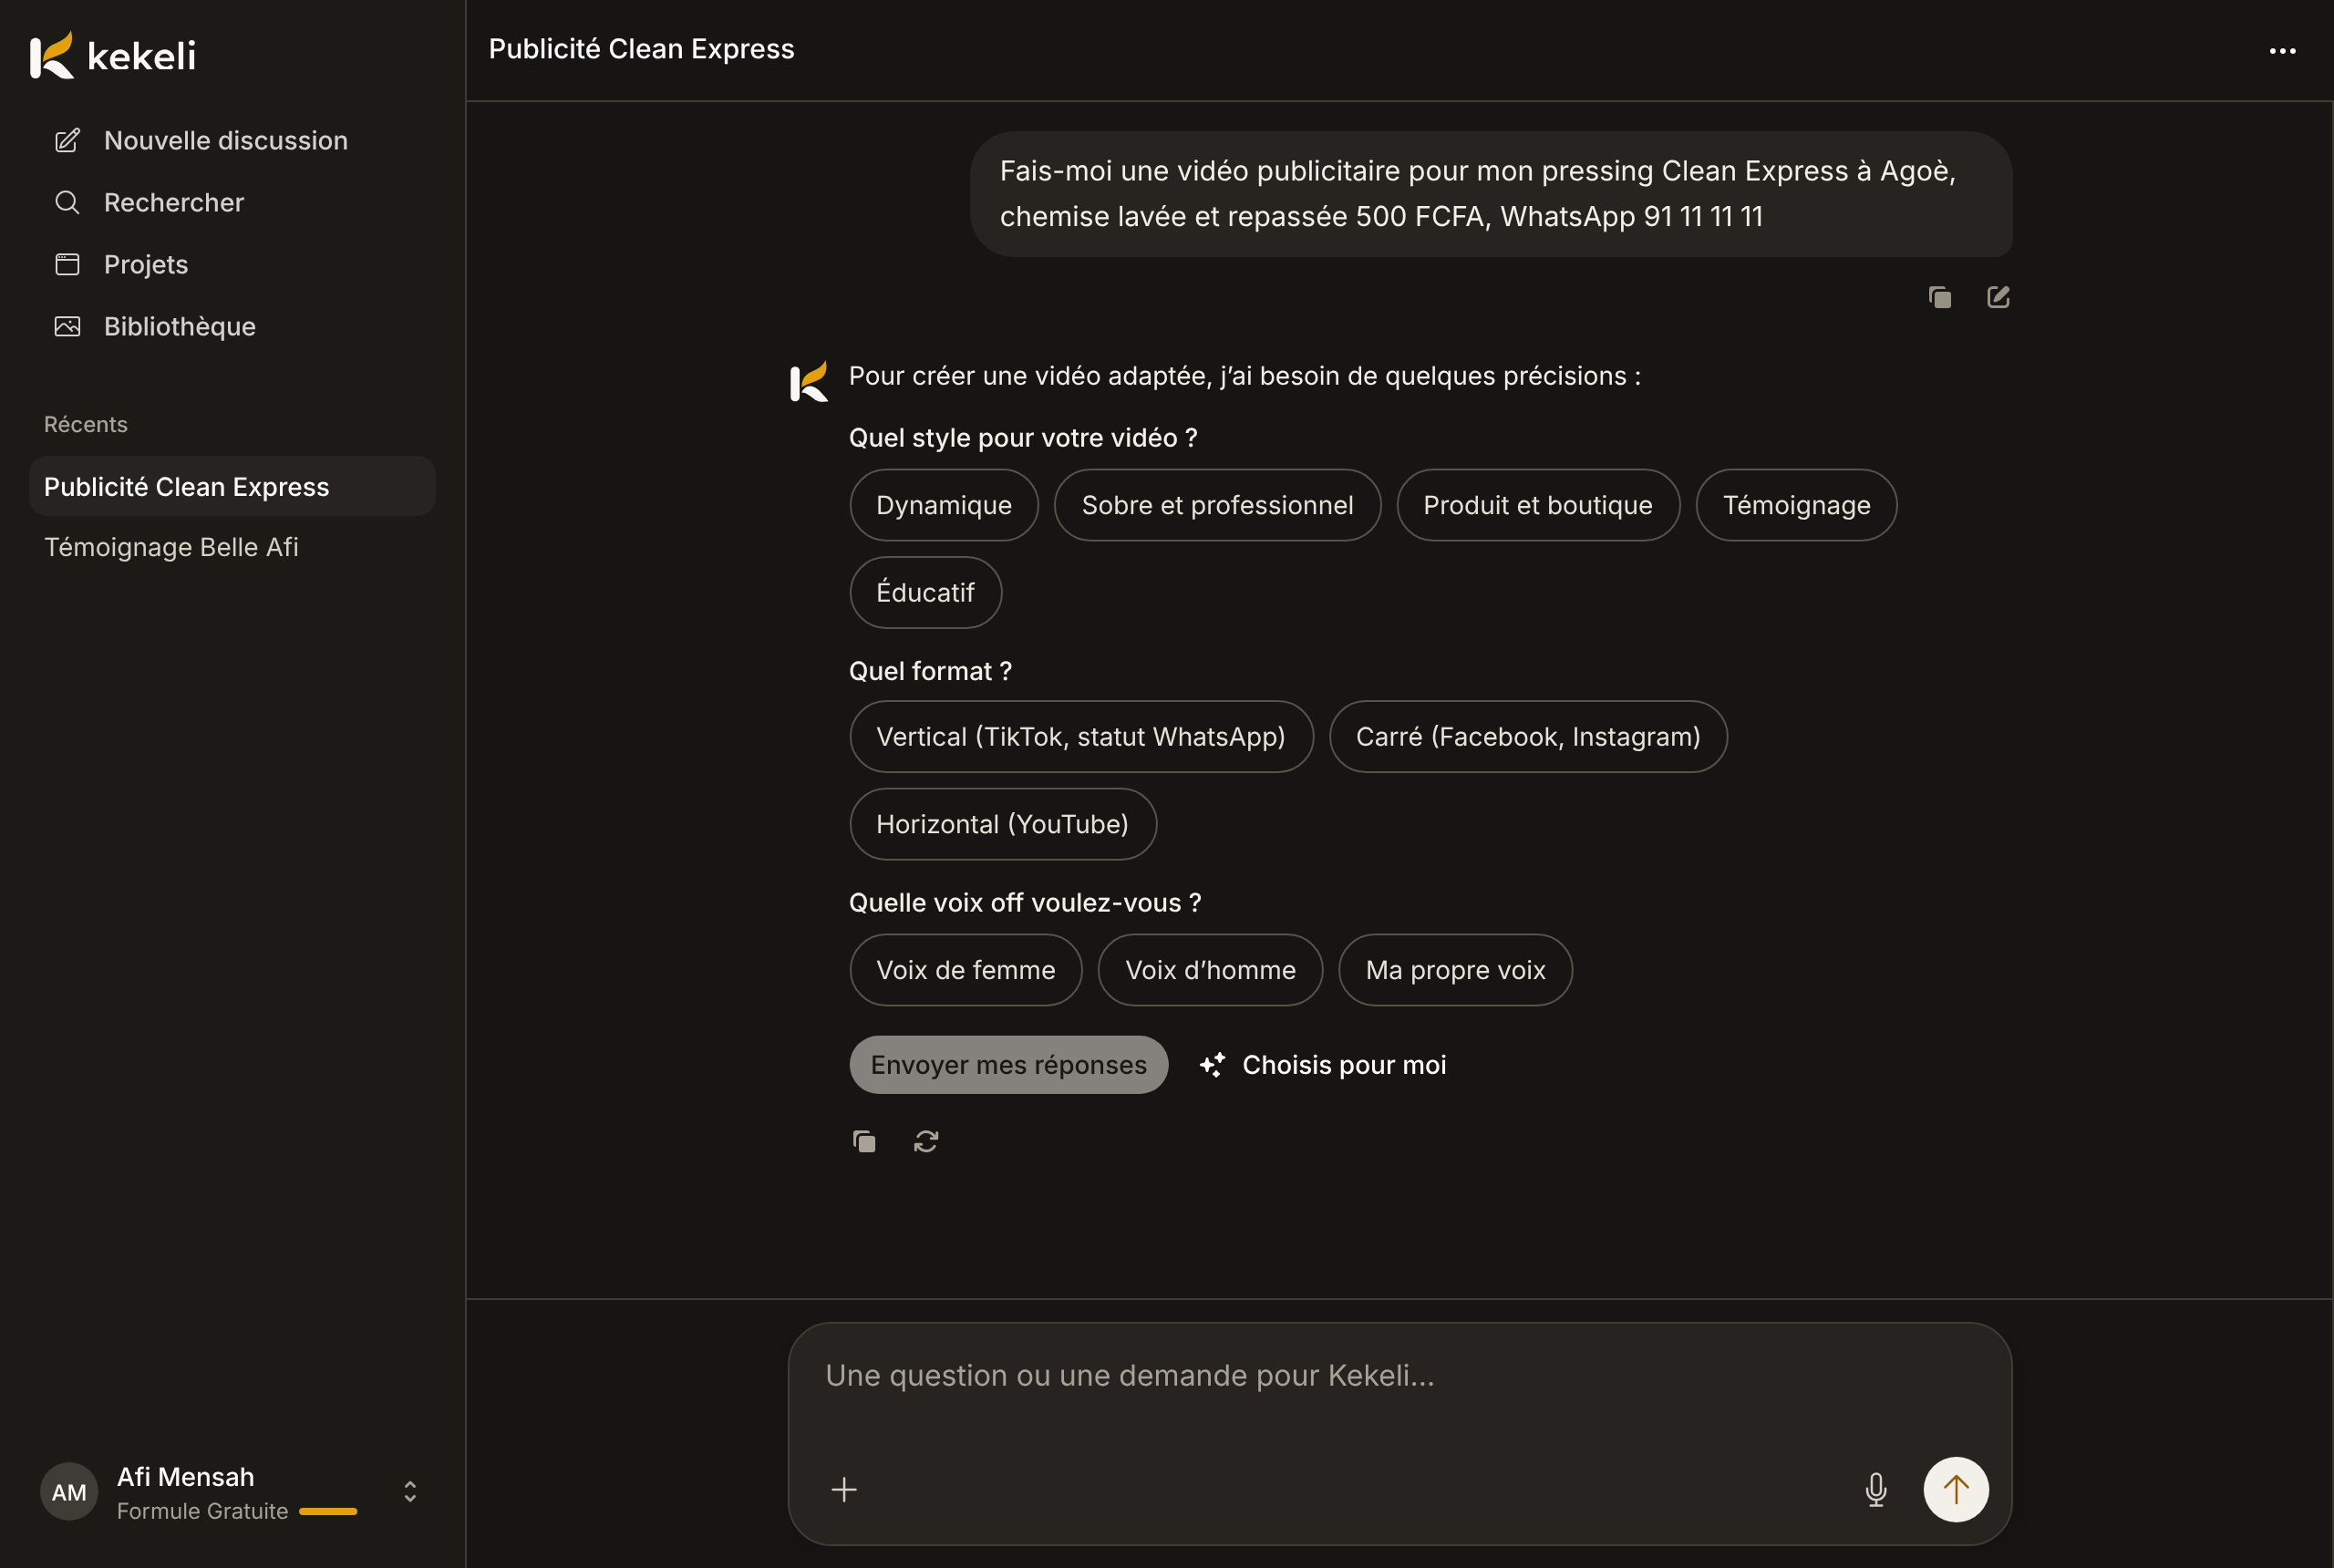 kekeli
Nouvelle discussion
Rechercher
Projets
Bibliothèque
Récents
Publicité Clean Express
Témoignage Belle Afi
AM
Afi Mensah
Formule Gratuite
Publicité Clean Express
Fais-moi une vidéo publicitaire pour mon pressing Clean Express à Agoè,
chemise lavée et repassée 500 FCFA, WhatsApp 91 11 11 11
Pour créer une vidéo adaptée, j’ai besoin de quelques précisions :
Quel style pour votre vidéo ?
Dynamique
Sobre et professionnel
Produit et boutique
Témoignage
Éducatif
Quel format ?
Vertical (TikTok, statut WhatsApp)
Carré (Facebook, Instagram)
Horizontal (YouTube)
Quelle voix off voulez-vous ?
Voix de femme
Voix d’homme
Ma propre voix
Envoyer mes réponses
Choisis pour moi
Une question ou une demande pour Kekeli...